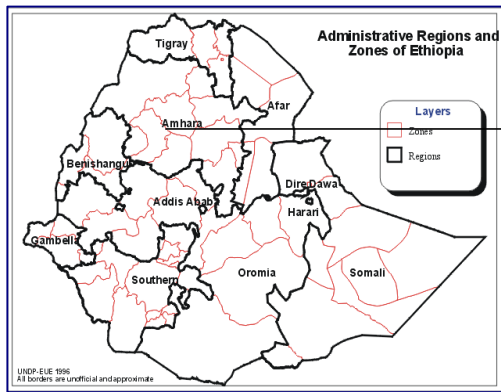 Administrative Regions and
Zones of Ethiopia
Tigray
Afar
Amhara
Layers
Zones
Regions
Benishangul
Dire Dawa
Addis Abab
Harari
Gambella
Oromia
Somali
Southern
UNDP-EUE 1996
All borders are unofficial and approximate